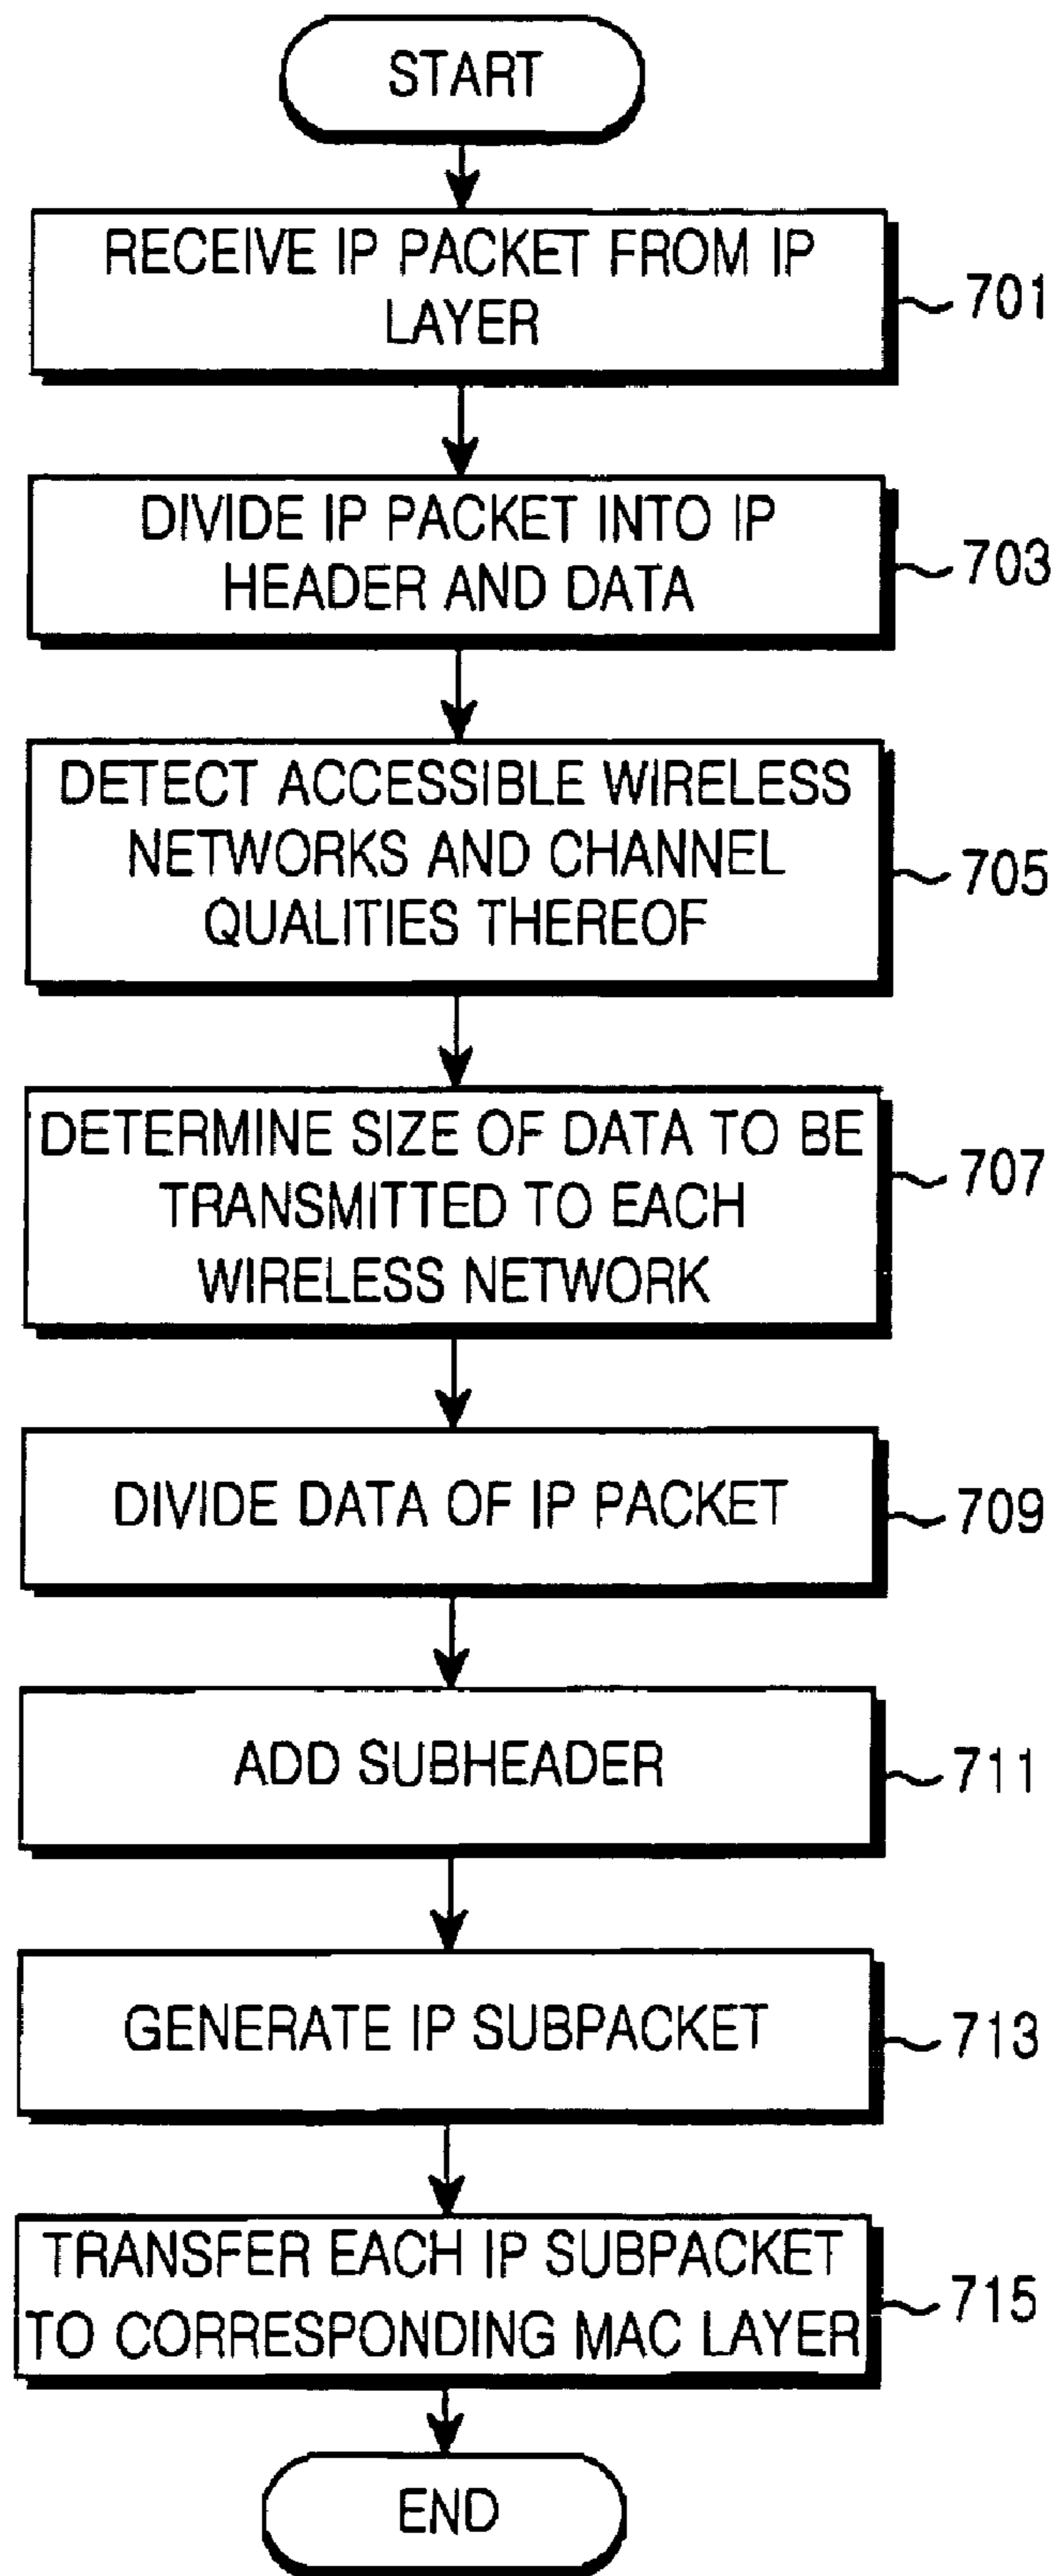 START
RECEIVE IP PACKET FROM IP
LAYER
701
DIVIDE IP PACKET INTO IP
HEADER AND DATA
703
DETECT ACCESSIBLE WIRELESS
NETWORKS AND CHANNEL
QUALITIES THEREOF
705
DETERMINE SIZE OF DATA TO BE
TRANSMITTED TO EACH
WIRELESS NETWORK
707
DIVIDE DATA OF IP PACKET
709
ADD SUBHEADER
711
GENERATE IP SUBPACKET
713
TRANSFER EACH IP SUBPACKET
TO CORRESPONDING MAC LAYER
715
END